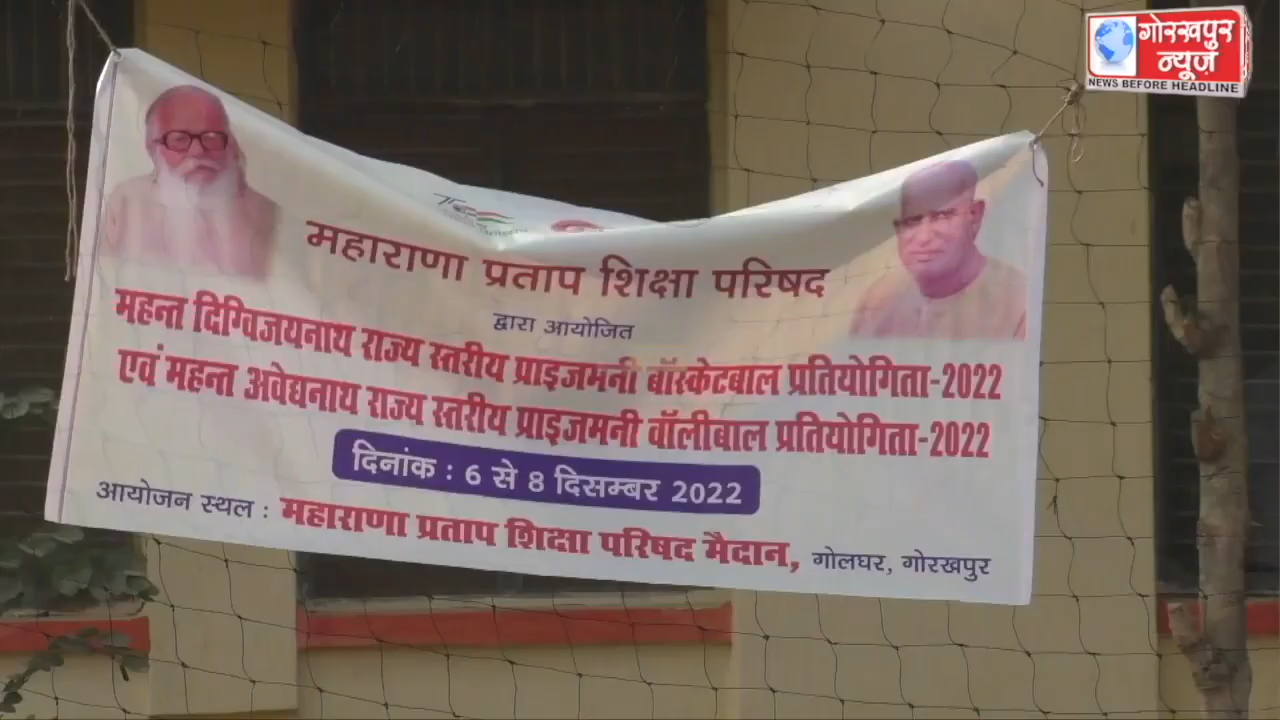 गोरखपुर
न्यूज़
NEWS BEFORE HEADLINE
महाराणा प्रताप शिक्षा परिषद
द्वारा आयोजित
महन्त दिग्विजयनाथ राज्य स्तरीय प्राइजमनी बॉस्केटबाल प्रतियोगिता-2022
एवं महन्त अवेद्यनाथ राज्य स्तरीय प्राइजमनी वॉलीबाल प्रतियोगिता-2022
दिनांक : 6 से 8 दिसम्बर 2022
आयोजन स्थल : महाराणा प्रताप शिक्षा परिषद मैदान, गोलघर, गोरखपुर